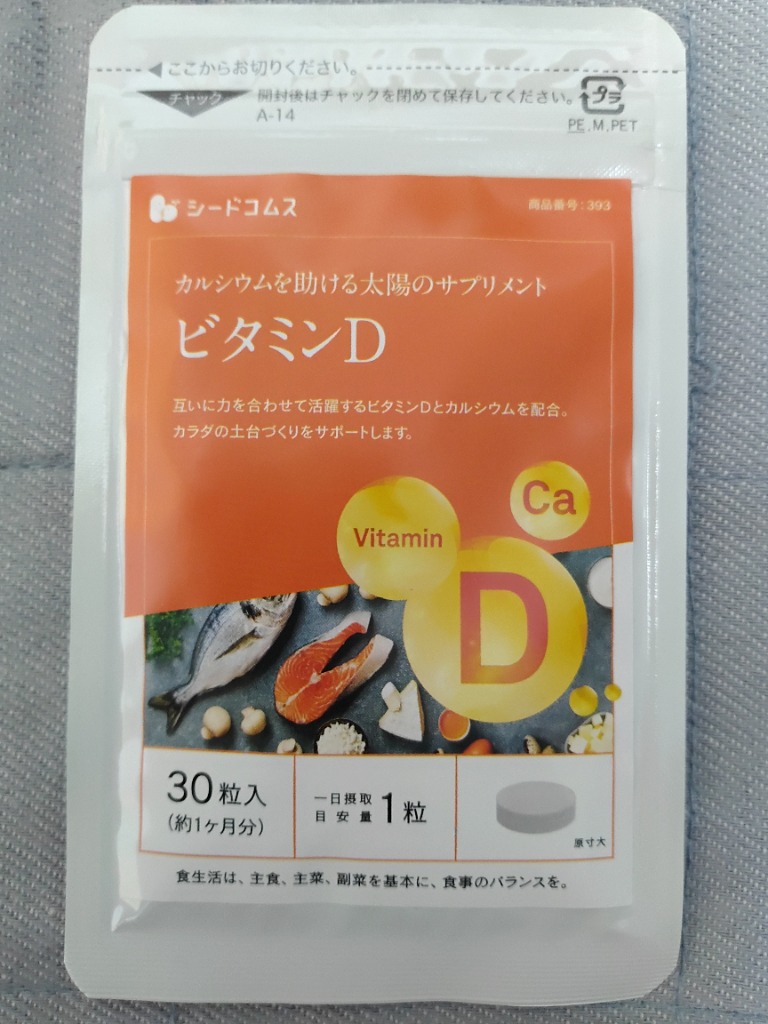 ここからお切りください。
チャック
開封後はチャックを閉めて保存してください。
A-14
プラ
PE.M.PET
シードコムス
商品番号:393
カルシウムを助ける太陽のサプリメント
ビタミンD
互いに力を合わせて活躍するビタミンDとカルシウムを配合。
カラダの土台づくりをサポートします。
Ca
Vitamin
D
30粒入
(約1ヶ月分)
一日摂取
目安量
1粒
原寸大
食生活は、主食、主菜、副菜を基本に、食事のバランスを。